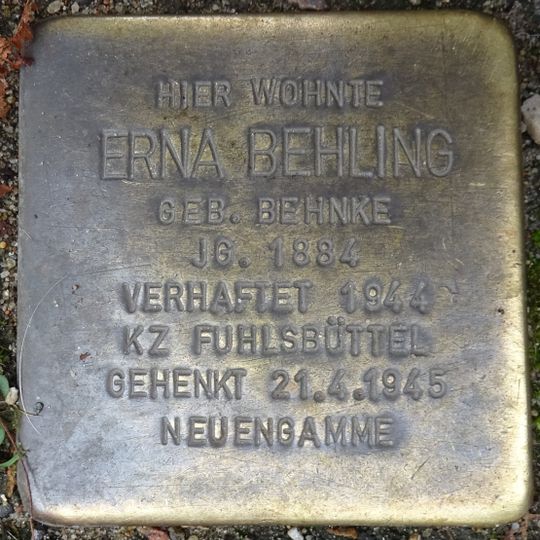 HIER WOHNTE
ERNA BEHLING
GEB. BEHNKE
JG. 1884
VERHAFTET 1944
KZ FUHLSBÜTTEL
GEHENKT 21.4.1945
NEUENGAMME